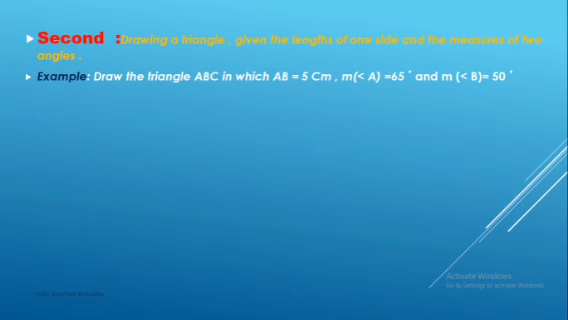 Second :Drawing a triangle , given the lengths of one side and the measures of two
angles .
Example: Draw the triangle ABC in which AB = 5 Cm , m(< A) =65 ° and m (< B)= 50 °
Activate Windows
Go to Settings to activate Windows.